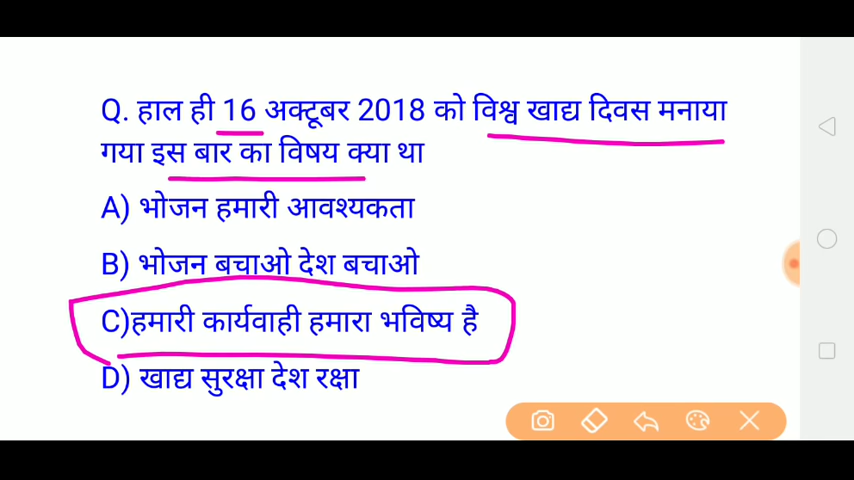 Q. हाल ही 16 अक्टूबर 2018 को विश्व खाद्य दिवस मनाया
गया इस बार का विषय क्या था
A) भोजन हमारी आवश्यकता
B) भोजन बचाओ देश बचाओ
C)हमारी कार्यवाही हमारा भविष्य है
D) खाद्य सुरक्षा देश रक्षा